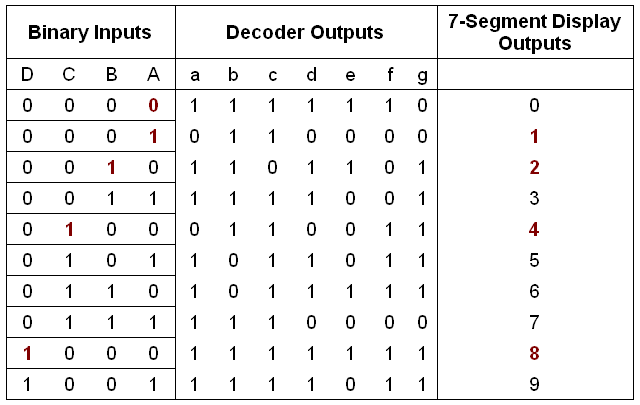 Binary Inputs Decoder Outputs 7-Segment Display Outputs
D C B A a b c d e f g
0 0 0 0 1 1 1 1 1 1 0 0
0 0 0 1 0 1 1 0 0 0 0 1
0 0 1 0 1 1 0 1 1 0 1 2
0 0 1 1 1 1 1 1 0 0 1 3
0 1 0 0 0 1 1 0 0 1 1 4
0 1 0 1 1 0 1 1 0 1 1 5
0 1 1 0 1 0 1 1 1 1 1 6
0 1 1 1 1 1 1 0 0 0 0 7
1 0 0 0 1 1 1 1 1 1 1 8
1 0 0 1 1 1 1 1 0 1 1 9